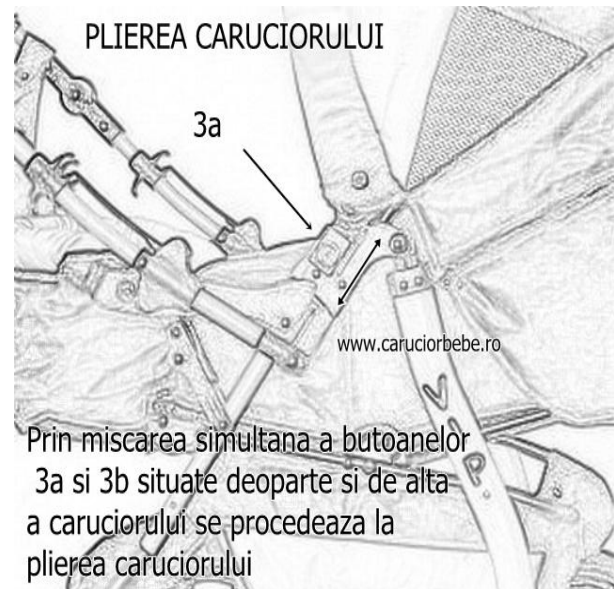 PLIEREA CARUCIORULUI
3a
www.caruciorbebe.ro
VIP
Prin miscarea simultana a butoanelor
3a si 3b situate deoparte si de alta
a caruciorului se procedeaza la
plierea caruciorului